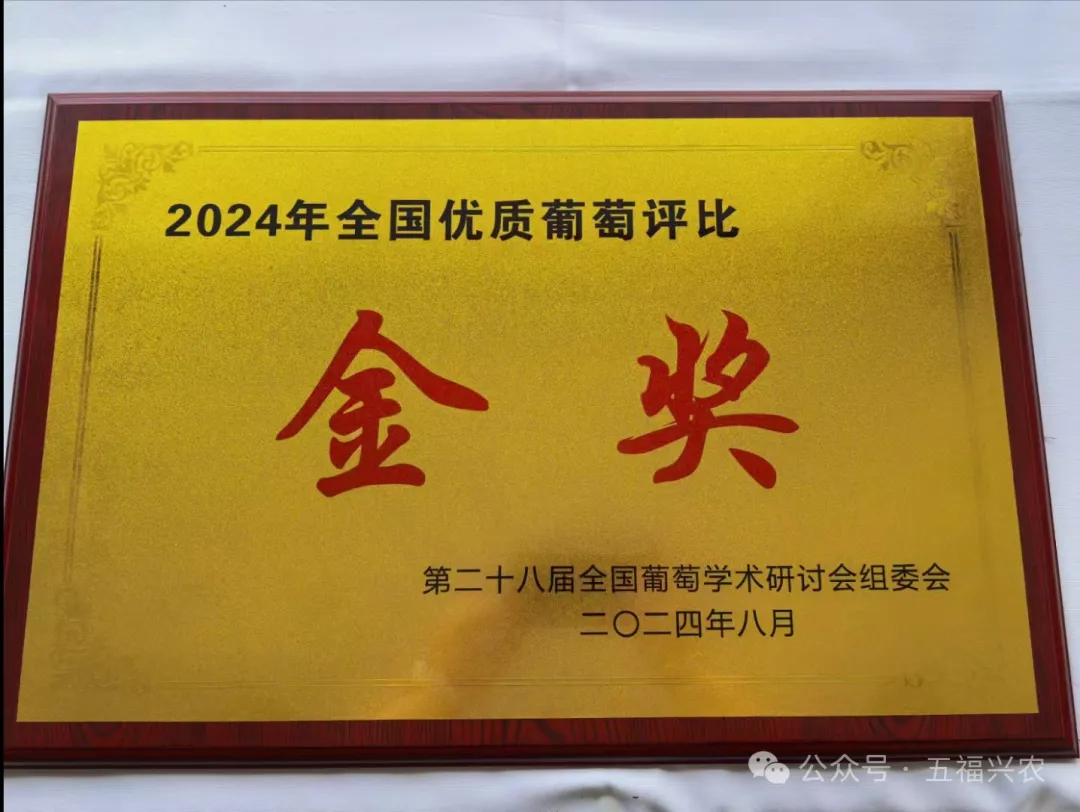 2024年全国优质葡萄评比
金奖
第二十八届全国葡萄学术研讨会组委会
二〇二四年八月
公众号·五福兴农